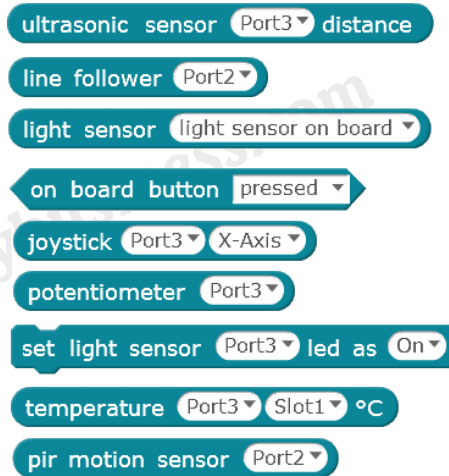 ultrasonic sensor Port3 distance
line follower Port2
light sensor light sensor on board
on board button pressed
joystick Port3 X-Axis
potentiometer Port3
set light sensor Port3 led as On
temperature Port3 Slot1 °C
pir motion sensor Port2